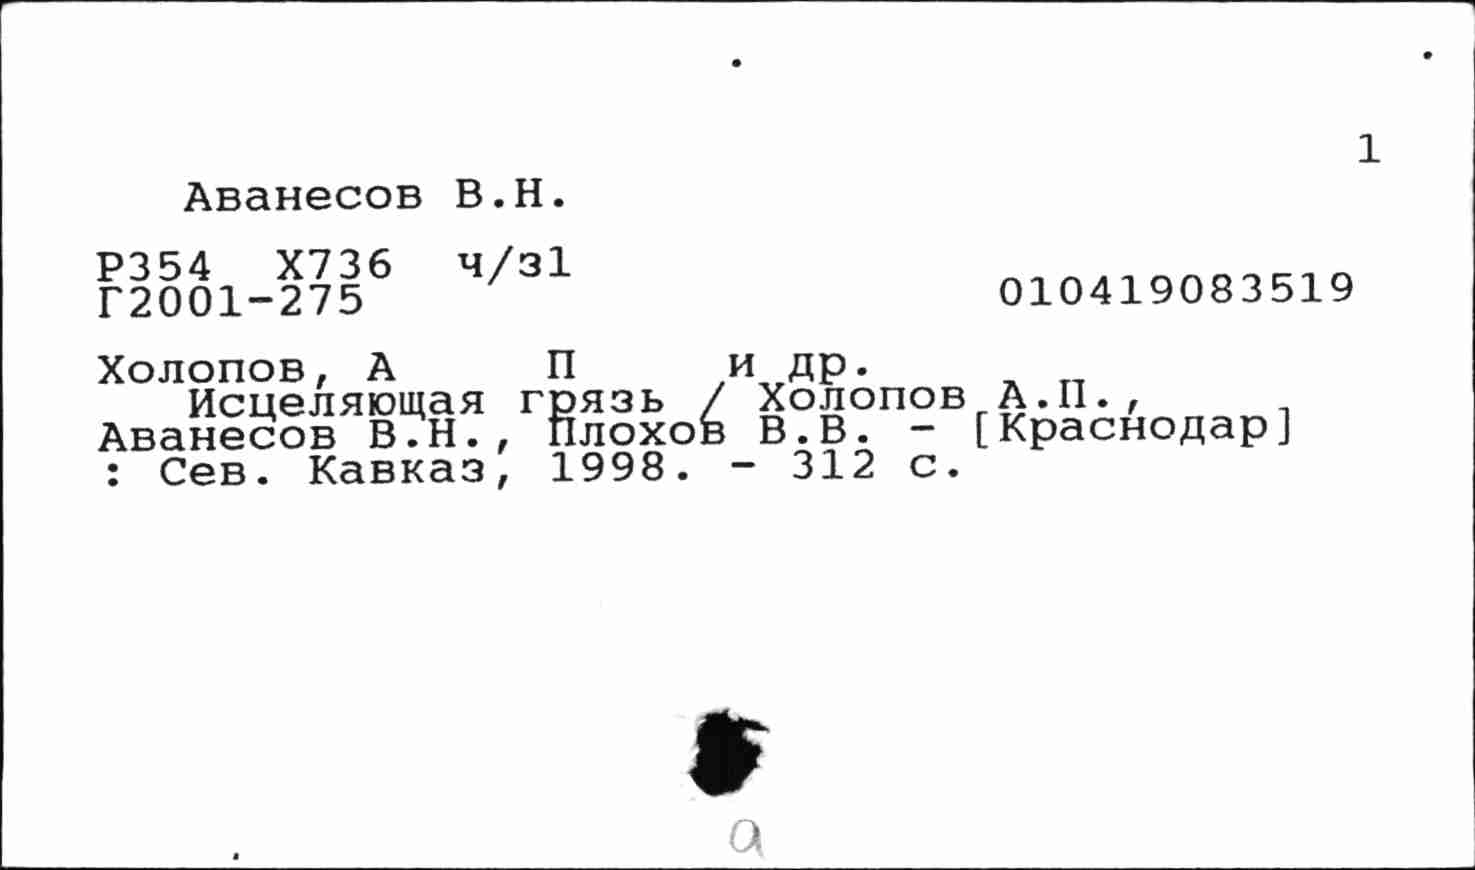 1
Аванесов В.Н.
Р354 Х736 ч/з1
Г2001-275
010419083519
Холопов, А П и др.
Исцеляющая грязь / Холопов А.П.,
Аванесов В.Н., Плохов В.В. - [Краснодар]
: Сев. Кавказ, 1998. - 312 с.
а